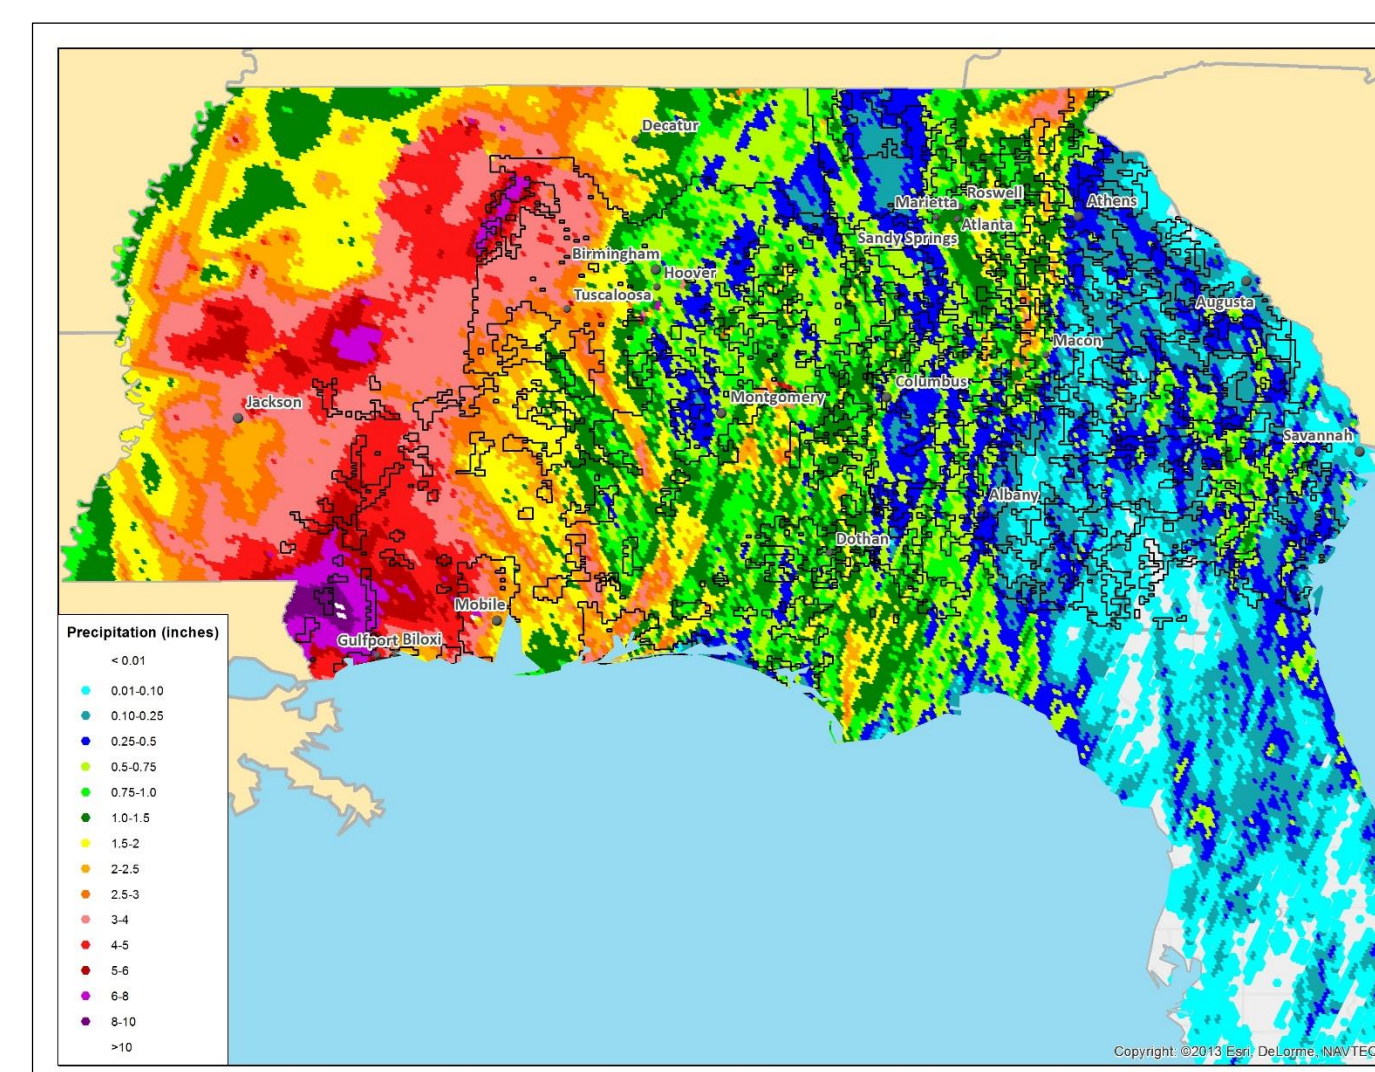 Decatur
Roswell
Marietta
Athens
Atlanta
Sandy Springs
Birmingham
Hoover
Tuscaloosa
Augusta
Macon
Columbus
Montgomery
Jackson
Savannah
Albany
Dothan
Mobile
Gulfport Biloxi
Precipitation (inches)
< 0.01
0.01-0.10
0.10-0.25
0.25-0.5
0.5-0.75
0.75-1.0
1.0-1.5
1.5-2
2-2.5
2.5-3
3-4
4-5
5-6
6-8
8-10
>10
Copyright: ©2013 Esri, DeLorme, NAVTEQ